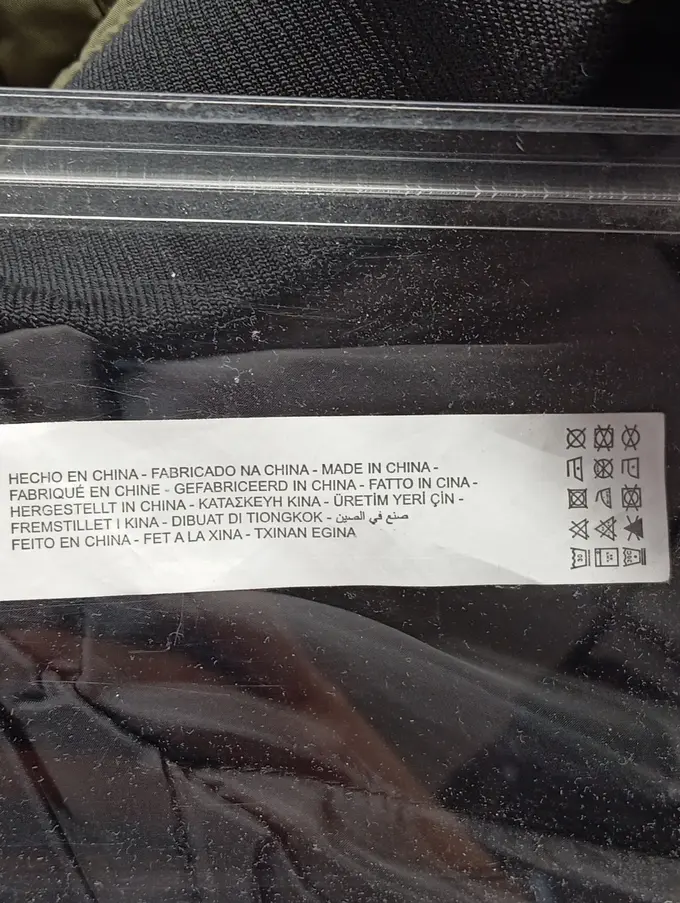 HECHO EN CHINA - FABRICADO NA CHINA - MADE IN CHINA -
FABRIQUÉ EN CHINE - GEFABRICEERD IN CHINA - FATTO IN CINA -
HERGESTELLT IN CHINA - ΚΑΤΑΣΚΕΥΗ ΚΙΝΑ - ÜRETİM YERİ ÇİN -
FREMSTILLET I KINA - DIBUAT DI TIONGKOK - صنع في الصين
FEITO EN CHINA - FET A LA XINA - TXINAN EGINA